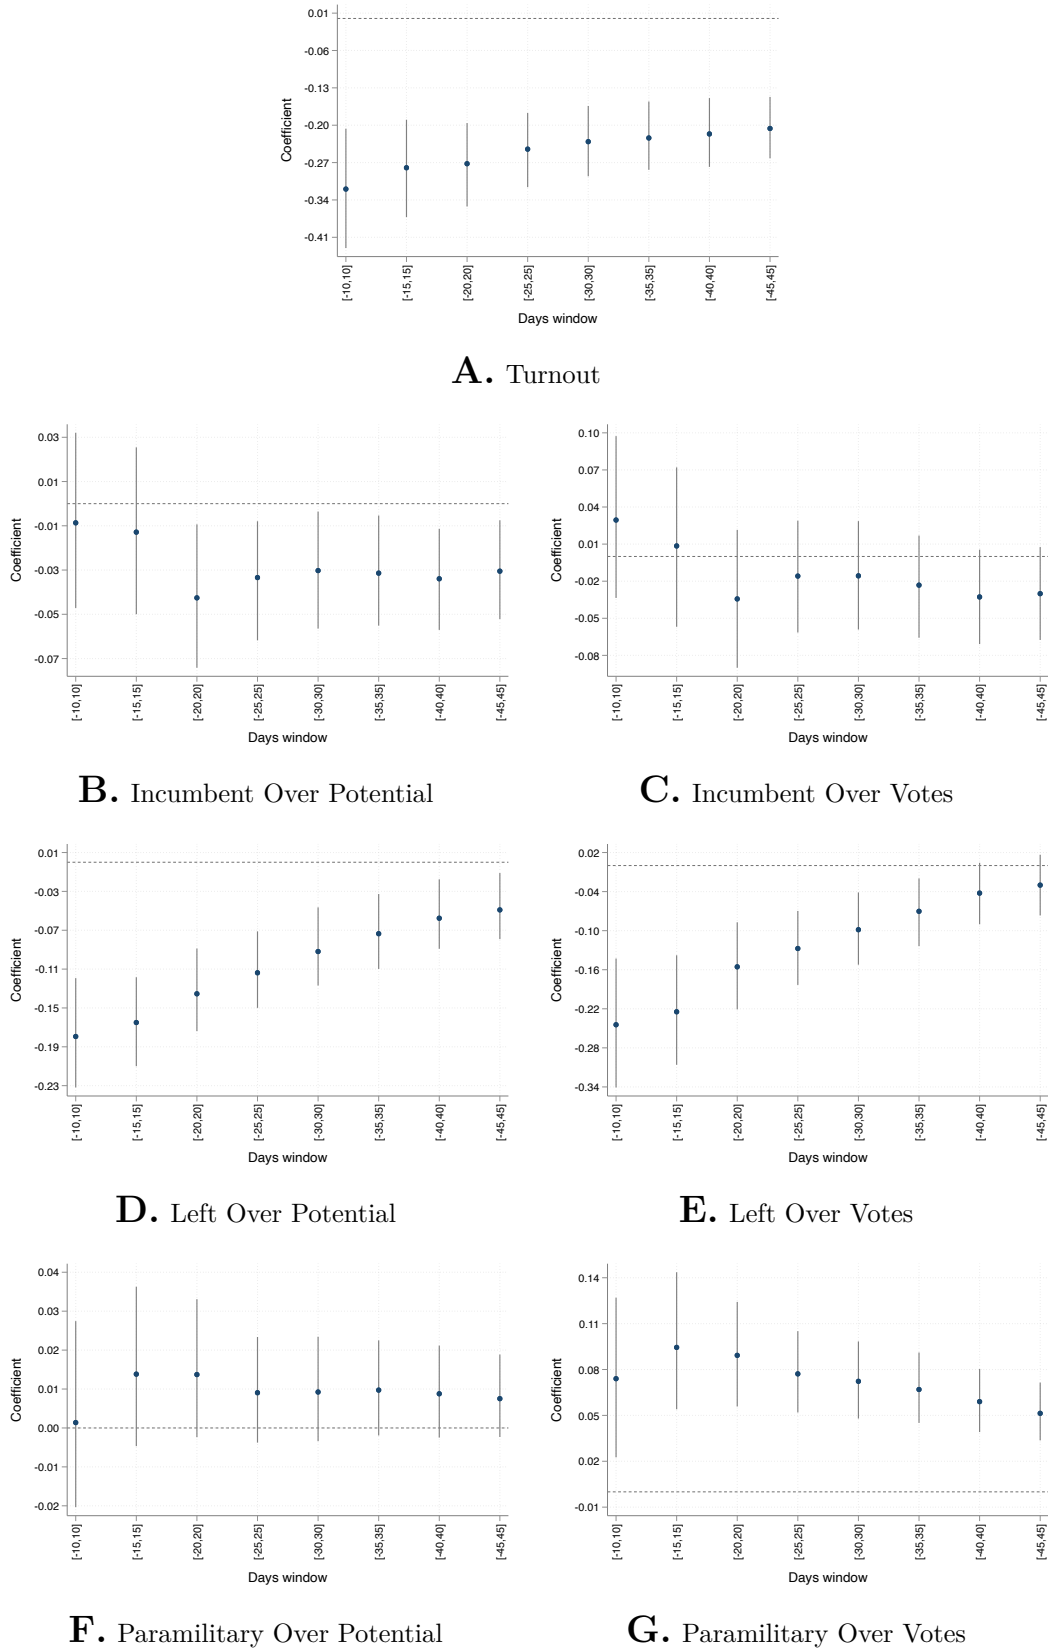 0.01
-0.06
-0.13
-0.20
-0.27
-0.34
-0.41
Coefficient
[-10,10] [-15,15] [-20,20] [-25,25] [-30,30] [-35,35] [-40,40] [-45,45]
Days window
A. Turnout
0.03
0.01
-0.01
-0.03
-0.05
-0.07
Coefficient
[-10,10] [-15,15] [-20,20] [-25,25] [-30,30] [-35,35] [-40,40] [-45,45]
Days window
B. Incumbent Over Potential
0.10
0.07
0.04
0.01
-0.02
-0.05
-0.08
Coefficient
[-10,10] [-15,15] [-20,20] [-25,25] [-30,30] [-35,35] [-40,40] [-45,45]
Days window
C. Incumbent Over Votes
0.01
-0.03
-0.07
-0.11
-0.15
-0.19
-0.23
Coefficient
[-10,10] [-15,15] [-20,20] [-25,25] [-30,30] [-35,35] [-40,40] [-45,45]
Days window
D. Left Over Potential
0.02
-0.04
-0.10
-0.16
-0.22
-0.28
-0.34
Coefficient
[-10,10] [-15,15] [-20,20] [-25,25] [-30,30] [-35,35] [-40,40] [-45,45]
Days window
E. Left Over Votes
0.04
0.03
0.02
0.01
0.00
-0.01
-0.02
Coefficient
[-10,10] [-15,15] [-20,20] [-25,25] [-30,30] [-35,35] [-40,40] [-45,45]
Days window
F. Paramilitary Over Potential
0.14
0.11
0.08
0.05
0.02
-0.01
Coefficient
[-10,10] [-15,15] [-20,20] [-25,25] [-30,30] [-35,35] [-40,40] [-45,45]
Days window
G. Paramilitary Over Votes